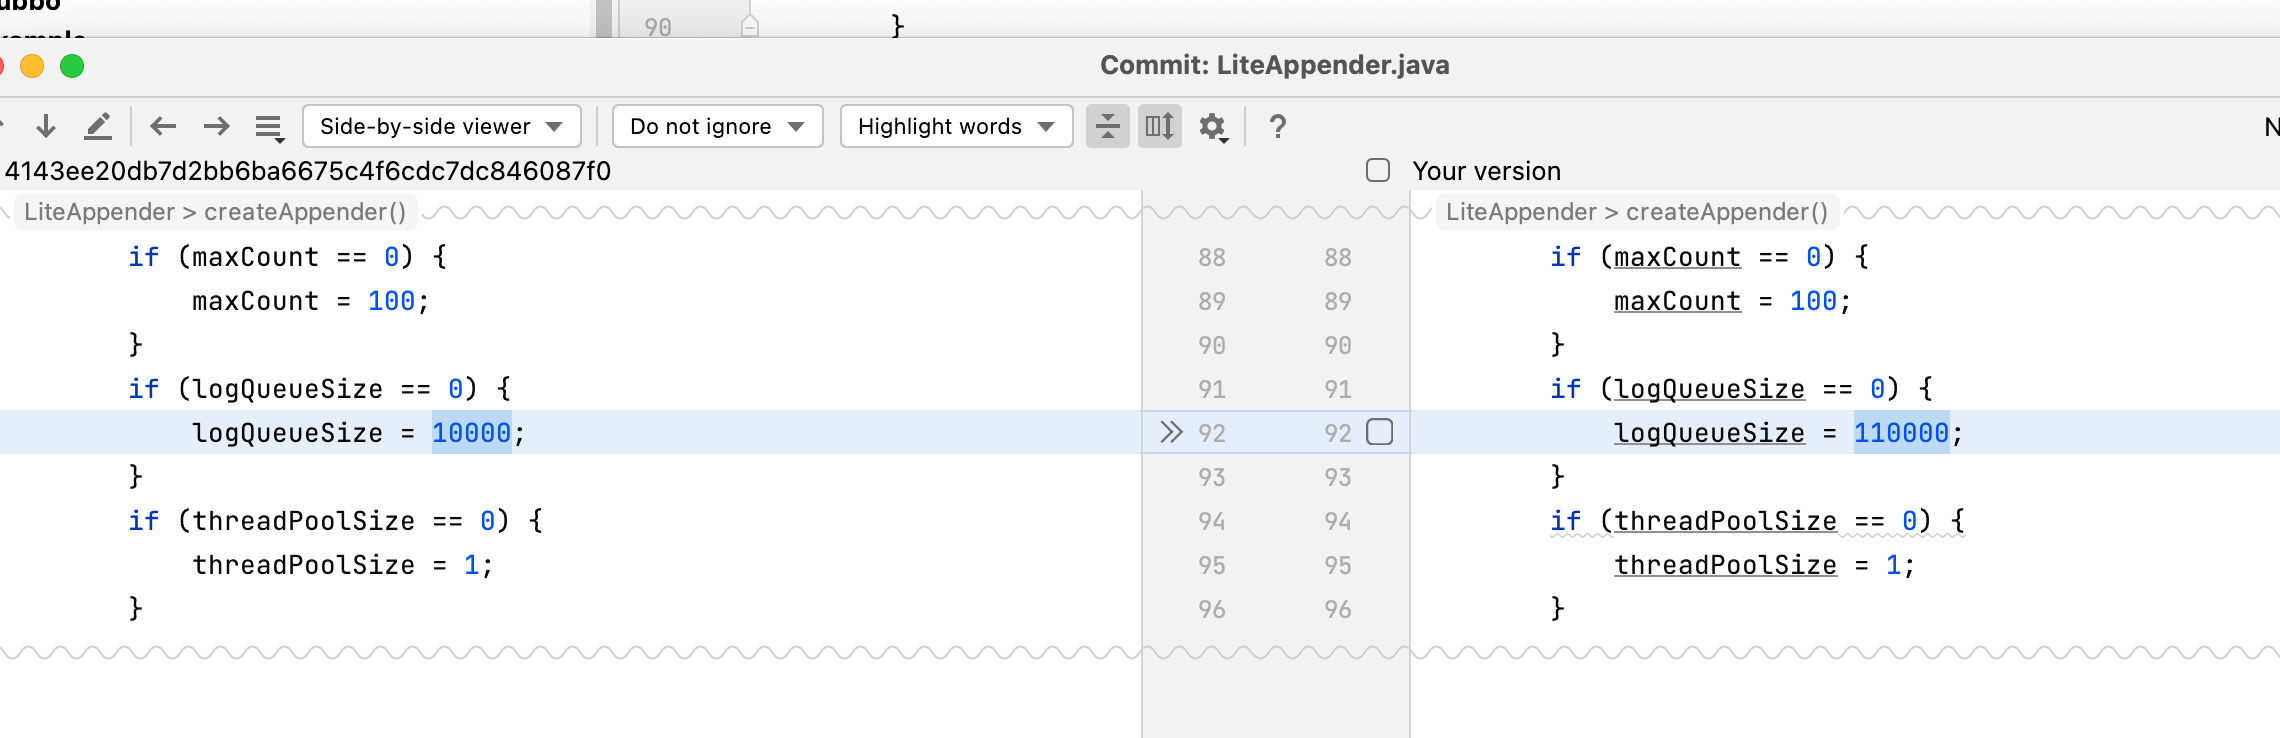 90 }
Commit: LiteAppender.java
Side-by-side viewer Do not ignore Highlight words ?
4143ee20db7d2bb6ba6675c4f6cdc7dc846087f0 Your version
LiteAppender > createAppender() LiteAppender > createAppender()
if (maxCount == 0) { 88 88 if (maxCount == 0) {
maxCount = 100; 89 89 maxCount = 100;
} 90 90 }
if (logQueueSize == 0) { 91 91 if (logQueueSize == 0) {
logQueueSize = 10000; 92 92 logQueueSize = 110000;
} 93 93 }
if (threadPoolSize == 0) { 94 94 if (threadPoolSize == 0) {
threadPoolSize = 1; 95 95 threadPoolSize = 1;
} 96 96 }